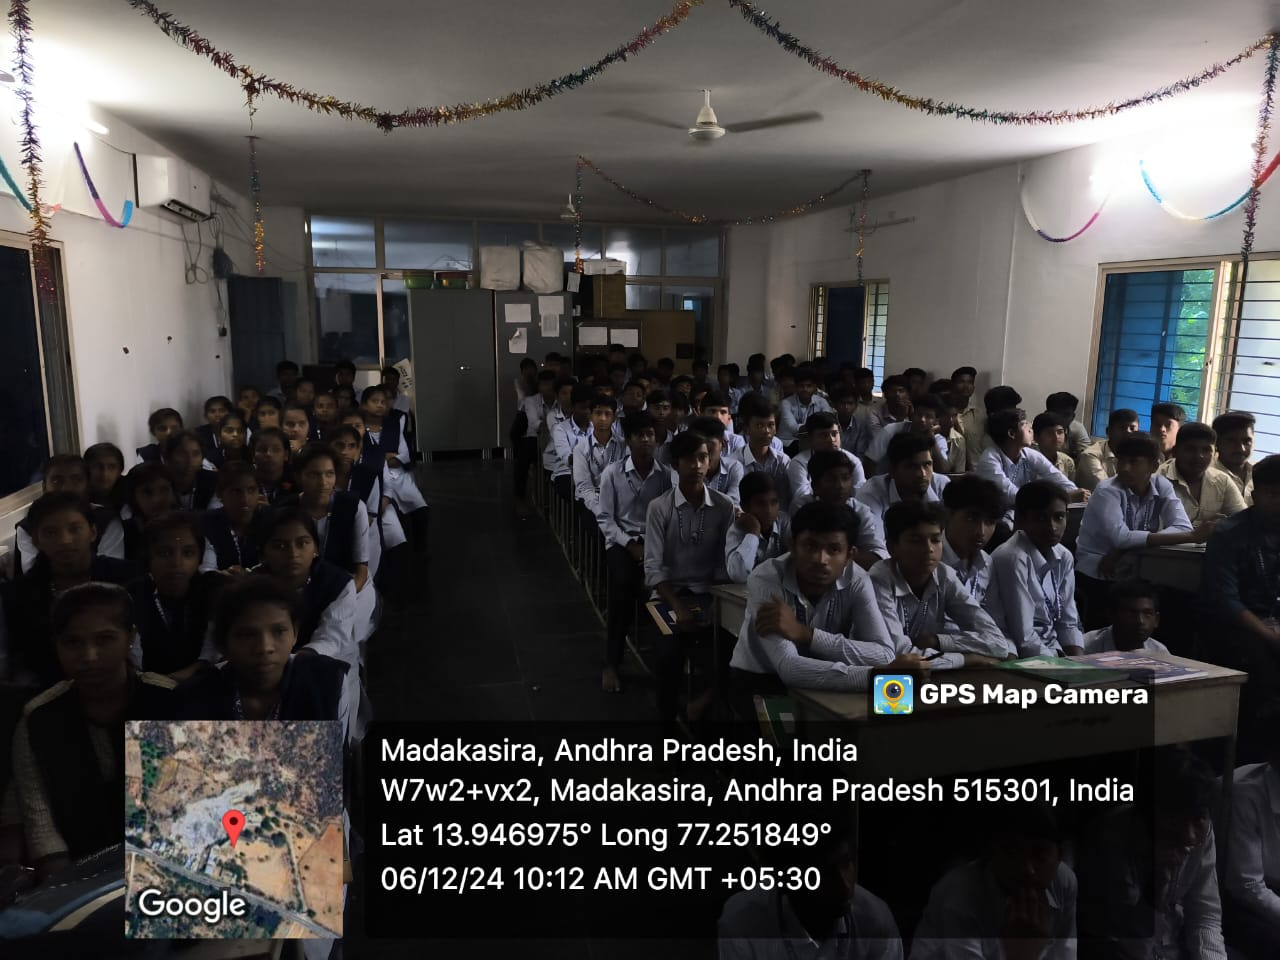 GPS Map Camera
Madakasira, Andhra Pradesh, India
W7w2+vx2, Madakasira, Andhra Pradesh 515301, India
Lat 13.946975° Long 77.251849°
06/12/24 10:12 AM GMT +05:30
Google